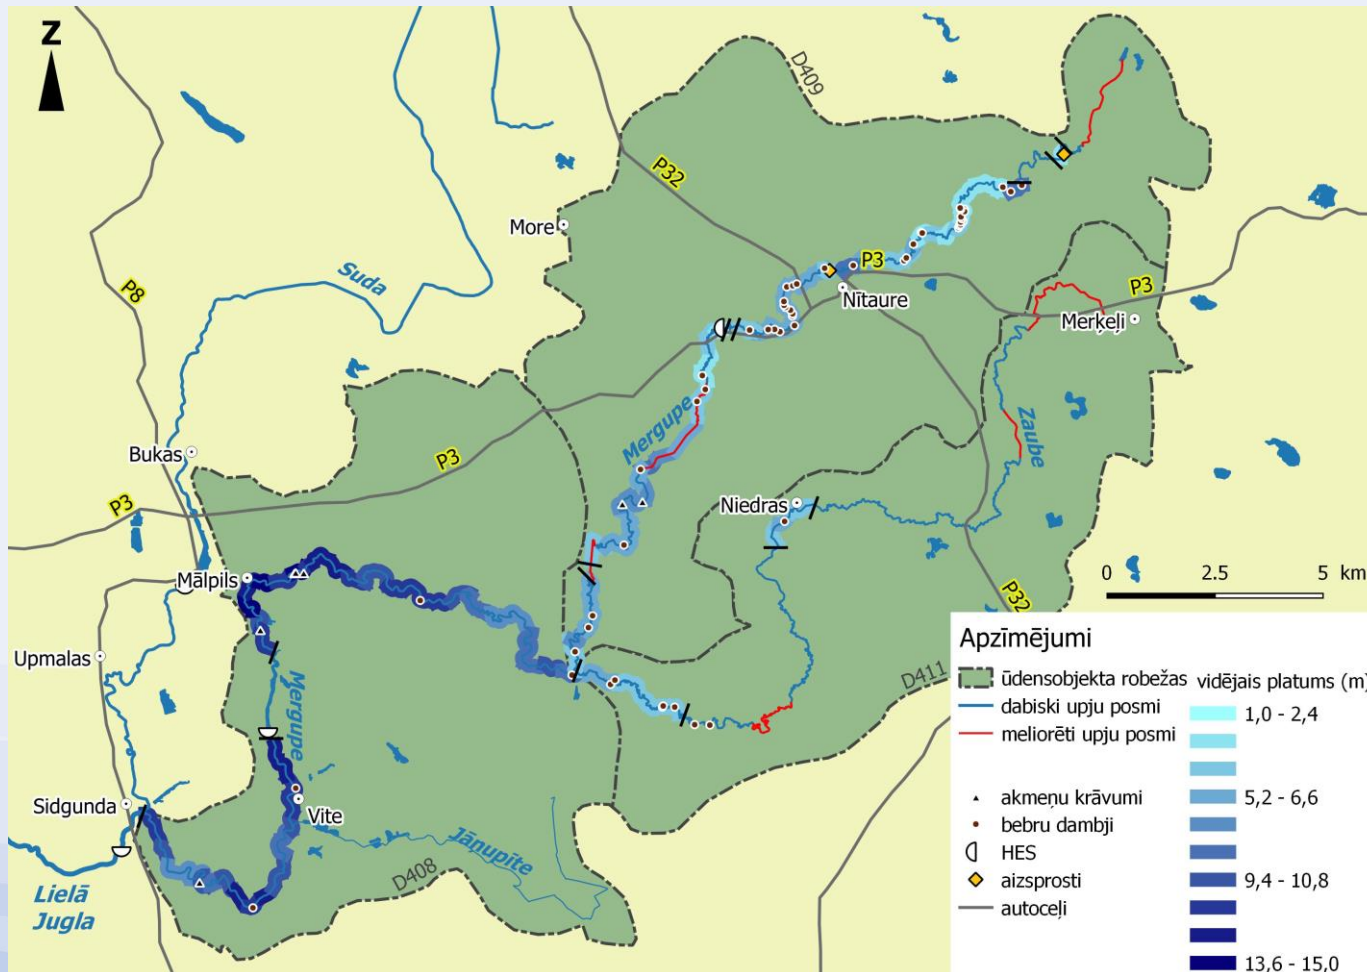 Z
D409
P32
More
Suda
P8
P3
Nītaure
P3
Merķeļi
Mergupe
Zaube
Bukas
P3
P3
Niedras
Mālpils
P32
0 2.5 5 km
Upmalas
Mergupe
D411
Sidgunda
Vite
Jāņupīte
D408
Lielā
Jugla
Apzīmējumi
ūdensobjekta robežas
dabiski upju posmi
meliorēti upju posmi
akmeņu krāvumi
bebru dambji
HES
aizsprosti
autoceļi
vidējais platums (m)
1,0 - 2,4
5,2 - 6,6
9,4 - 10,8
13,6 - 15,0